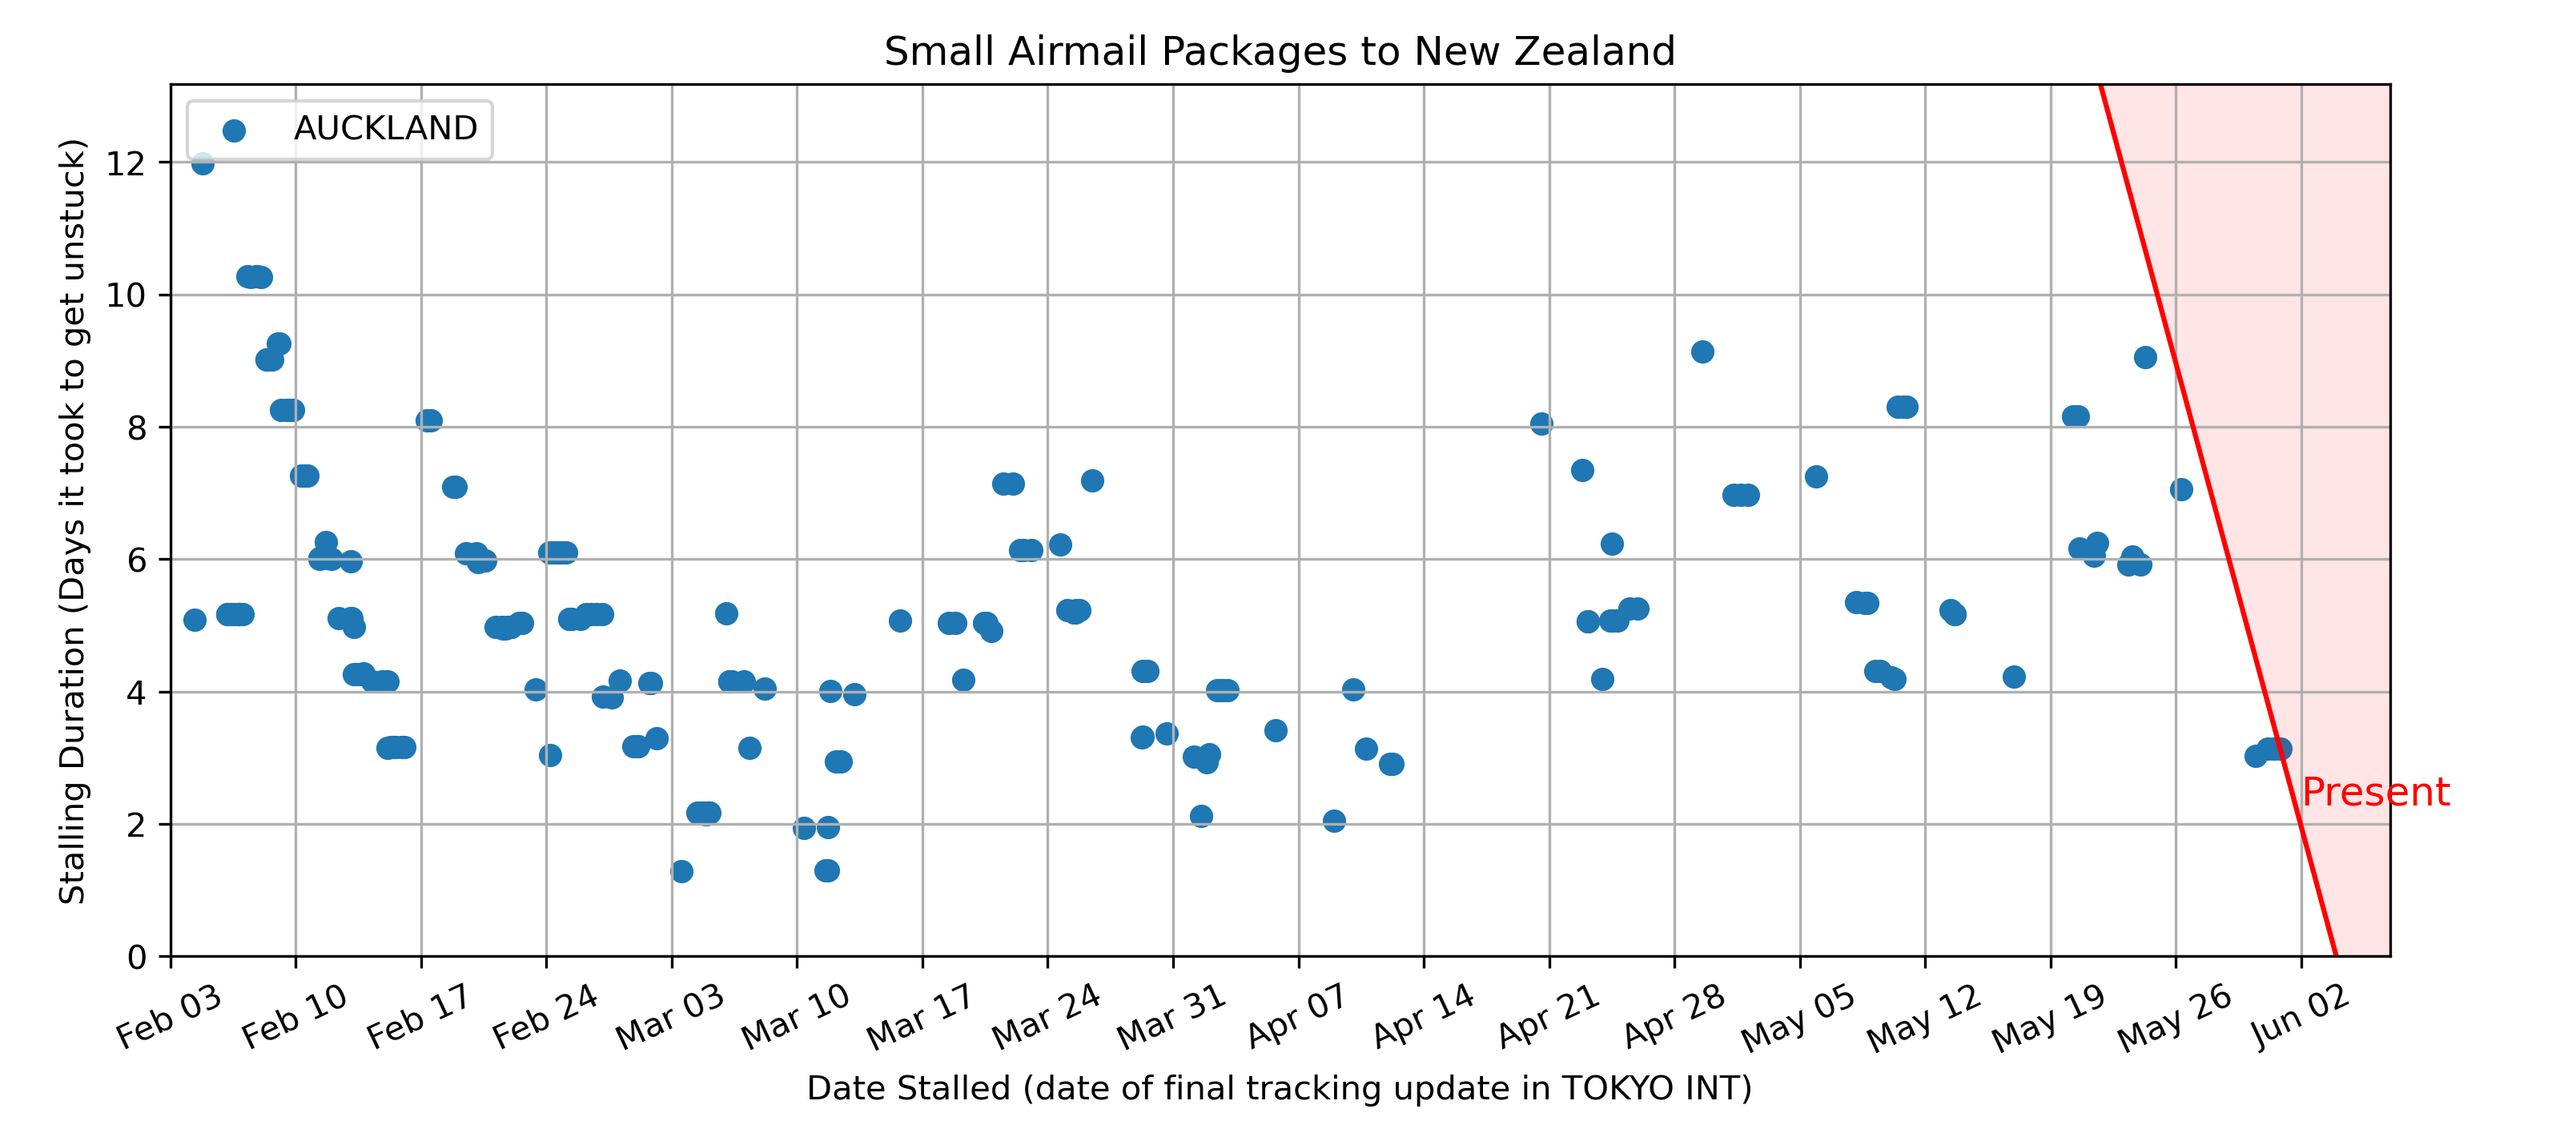 Small Airmail Packages to New Zealand
AUCKLAND
Stalling Duration (Days it took to get unstuck)
12
10
8
6
4
2
0
Present
Feb 03
Feb 10
Feb 17
Feb 24
Mar 03
Mar 10
Mar 17
Mar 24
Mar 31
Apr 07
Apr 14
Apr 21
Apr 28
May 05
May 12
May 19
May 26
Jun 02
Date Stalled (date of final tracking update in TOKYO INT)